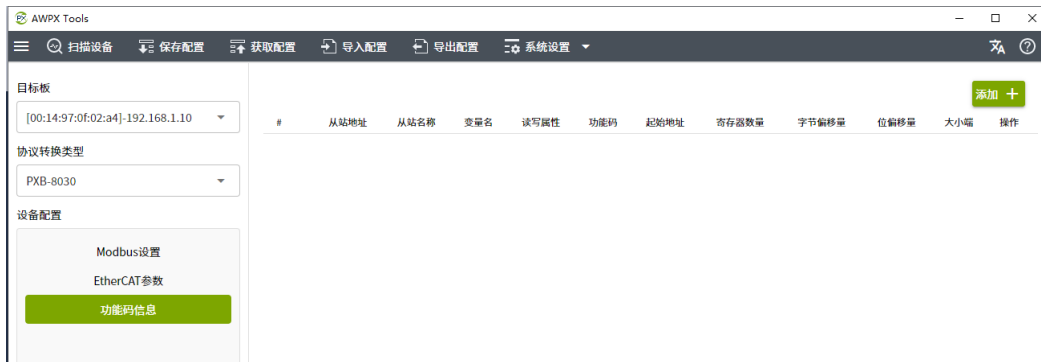 AWPX Tools
扫描设备 保存配置 获取配置 导入配置 导出配置 系统设置
目标板
[00:14:97:0f:02:a4]-192.168.1.10
协议转换类型
PXB-8030
设备配置
Modbus设置
EtherCAT参数
功能码信息
添加 +
# 从站地址 从站名称 变量名 读写属性 功能码 起始地址 寄存器数量 字节偏移量 位偏移量 大小端 操作